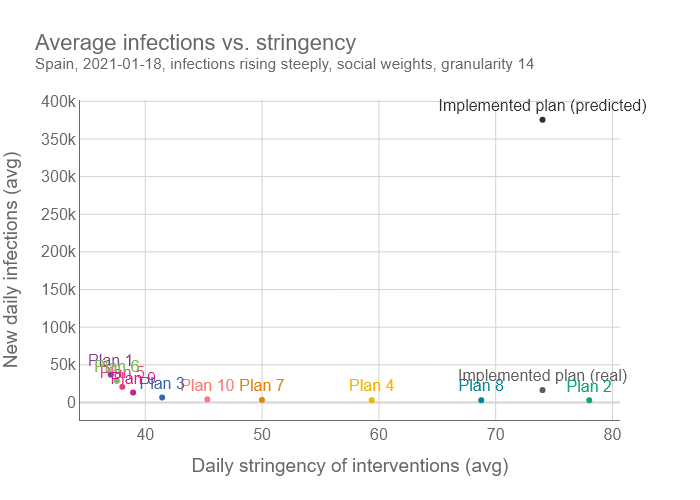 Average infections vs. stringency
Spain, 2021-01-18, infections rising steeply, social weights, granularity 14
400k
350k
300k
250k
200k
150k
100k
50k
0
New daily infections (avg)
Implemented plan (predicted)
Plan 1
Plan 6
Plan 5
Plan 9
Plan 3
Plan 10
Plan 7
Plan 4
Plan 8
Implemented plan (real)
Plan 2
40
50
60
70
80
Daily stringency of interventions (avg)